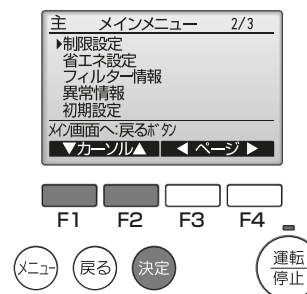 主 メインメニュー 2/3
▶制限設定
省エネ設定
フィルター情報
異常情報
初期設定
メイン画面へ:戻るボタン
▼カーソル▲ ◀ ページ ▶
F1 F2 F3 F4
メニュー 戻る 決定 運転
停止